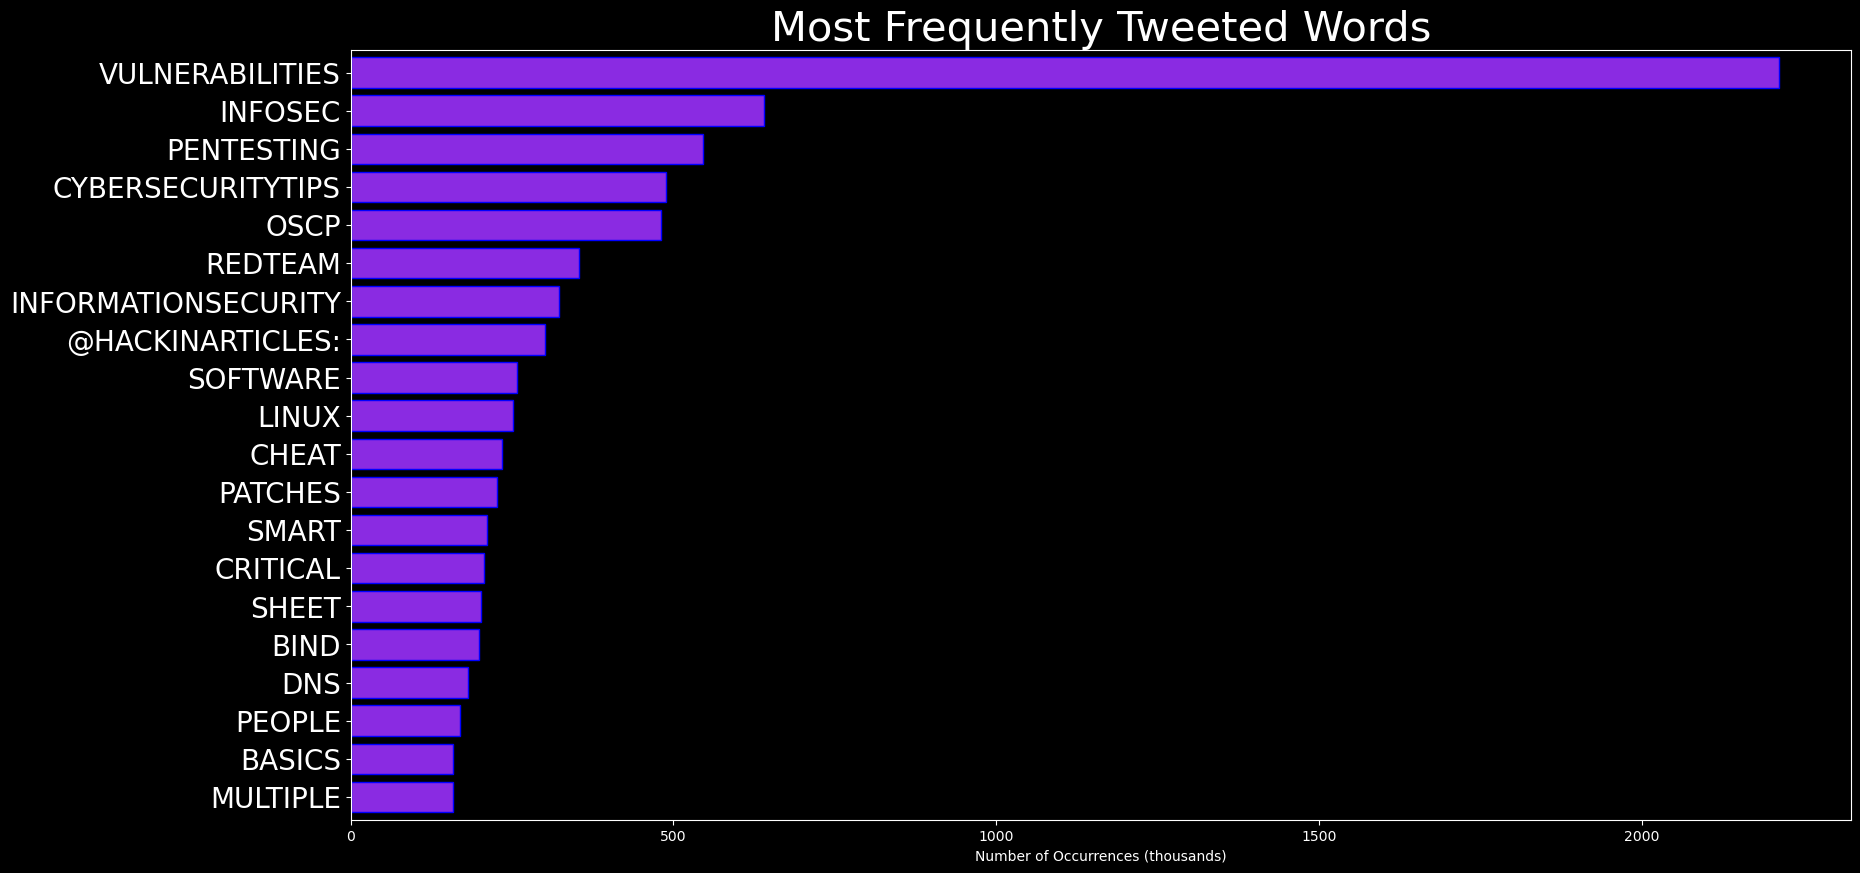 Most Frequently Tweeted Words
VULNERABILITIES
INFOSEC
PENTESTING
CYBERSECURITYTIPS
OSCP
REDTEAM
INFORMATIONSECURITY
@HACKINARTICLES:
SOFTWARE
LINUX
CHEAT
PATCHES
SMART
CRITICAL
SHEET
BIND
DNS
PEOPLE
BASICS
MULTIPLE
0 500 1000 1500 2000
Number of Occurrences (thousands)